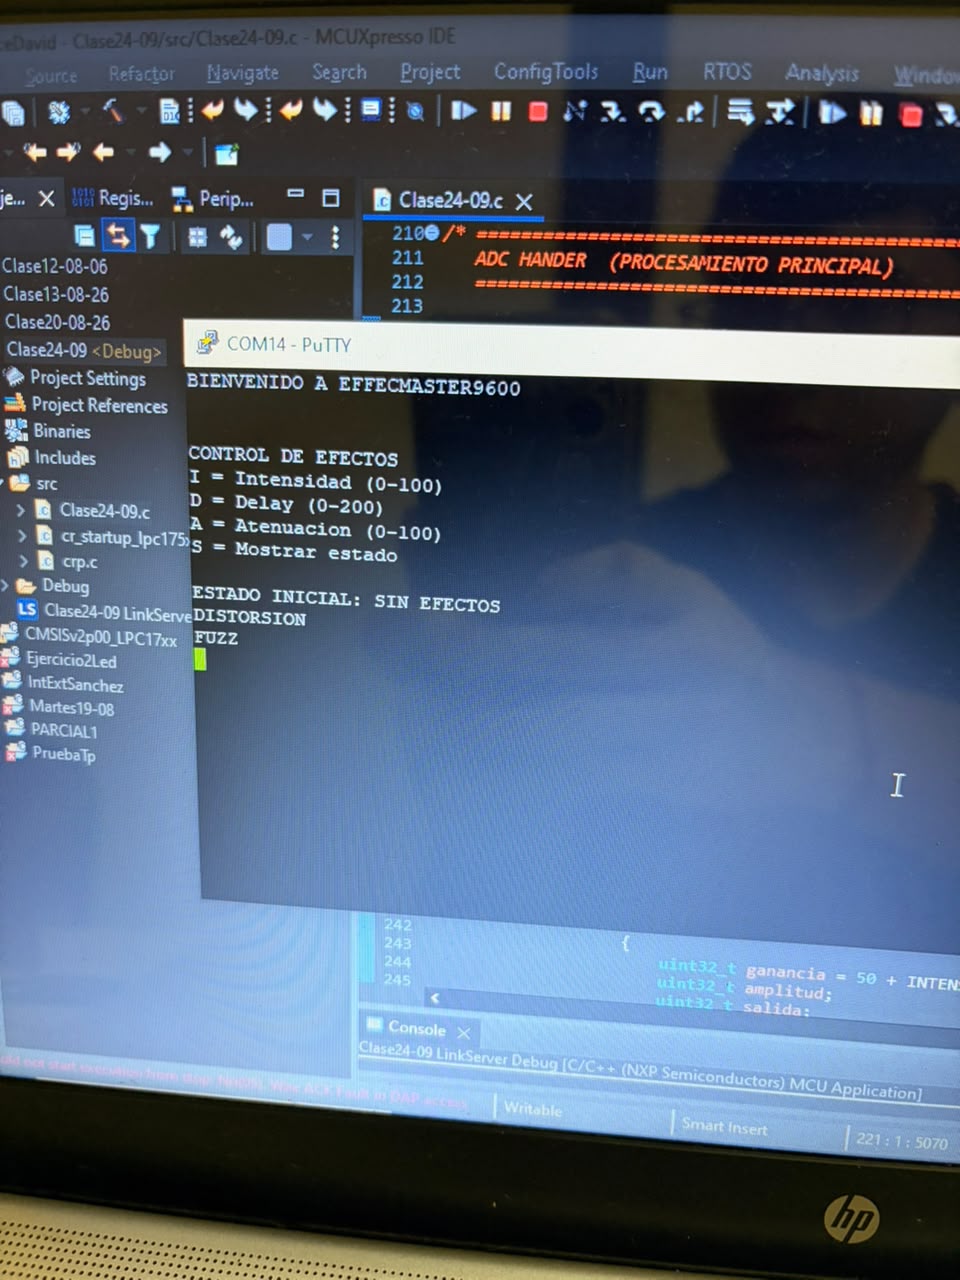 Clase24-09/src/Clase24-09.c - MCUXpresso IDE
Source Refactor Navigate Search Project ConfigTools Run RTOS Analysis Window
Regis... Perip...
Clase24-09.c
210 /* ==========
211 ADC HANDER (PROCESAMIENTO PRINCIPAL)
212 ==========
213
Clase12-08-06
Clase13-08-26
Clase20-08-26
Clase24-09 <Debug>
Project Settings
Project References
Binaries
Includes
src
Clase24-09.c
cr_startup_lpc175
crp.c
Debug
Clase24-09 LinkServe
CMSISv2p00_LPC17xx
Ejercicio2Led
IntExtSanchez
Martes19-08
PARCIAL1
PruebaTp
COM14 - PuTTY
BIENVENIDO A EFFECMASTER9600
CONTROL DE EFECTOS
I = Intensidad (0-100)
D = Delay (0-200)
A = Atenuacion (0-100)
S = Mostrar estado
ESTADO INICIAL: SIN EFECTOS
DISTORSION
FUZZ
242
243 {
244 uint32_t ganancia = 50 + INTEN
245 uint32_t amplitud;
uint32_t salida;
Console
Clase24-09 LinkServer Debug [C/C++ (NXP Semiconductors) MCU Application]
Writable
Smart Insert
221 : 1 : 5070
hp